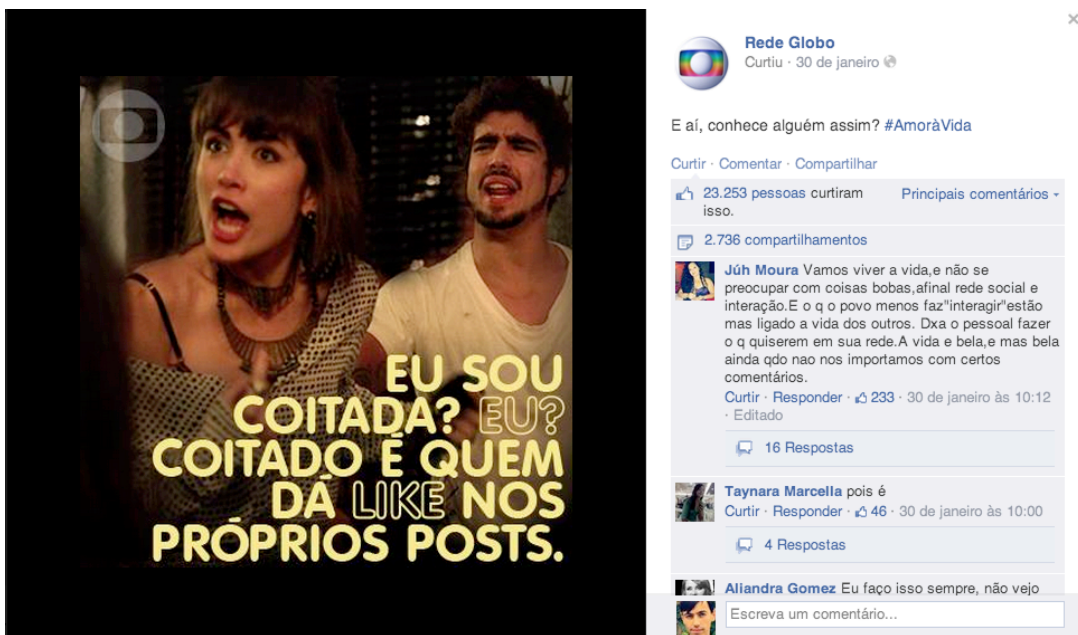 Rede Globo
Curtiu · 30 de janeiro
E aí, conhece alguém assim? #AmoràVida
Curtir · Comentar · Compartilhar
23.253 pessoas curtiram
isso.
Principais comentários
2.736 compartilhamentos
Júh Moura Vamos viver a vida,e não se
preocupar com coisas bobas,afinal rede social e
interação.E o q o povo menos faz"interagir"estão
mas ligado a vida dos outros. Dxa o pessoal fazer
o q quiserem em sua rede.A vida e bela,e mas bela
ainda qdo nao nos importamos com certos
comentários.
Curtir · Responder · 233 · 30 de janeiro às 10:12
· Editado
16 Respostas
Taynara Marcella pois é
Curtir · Responder · 46 · 30 de janeiro às 10:00
4 Respostas
Aliandra Gomez Eu faço isso sempre, não vejo
Escreva um comentário...
EU SOU
COITADA? EU?
COITADO É QUEM
DÁ LIKE NOS
PRÓPRIOS POSTS.